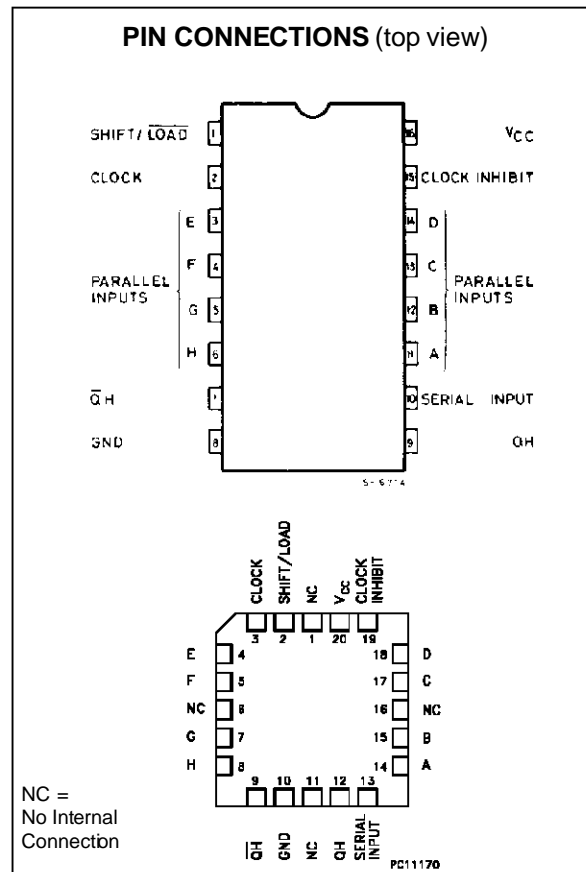 PIN CONNECTIONS (top view)
SHIFT/L̅O̅A̅D̅ 1 16 VCC
CLOCK 2 15 CLOCK INHIBIT
E 3 14 D
F 4 13 C
PARALLEL INPUTS PARALLEL INPUTS
G 5 12 B
H 6 11 A
Q̅H 7 10 SERIAL INPUT
GND 8 9 QH
CLOCK SHIFT/LOAD NC VCC CLOCK INHIBIT
3 2 1 20 19
E 4 18 D
F 5 17 C
NC 6 16 NC
G 7 15 B
H 8 14 A
9 10 11 12 13
Q̅H GND NC QH SERIAL INPUT
NC =
No Internal
Connection
PC11170